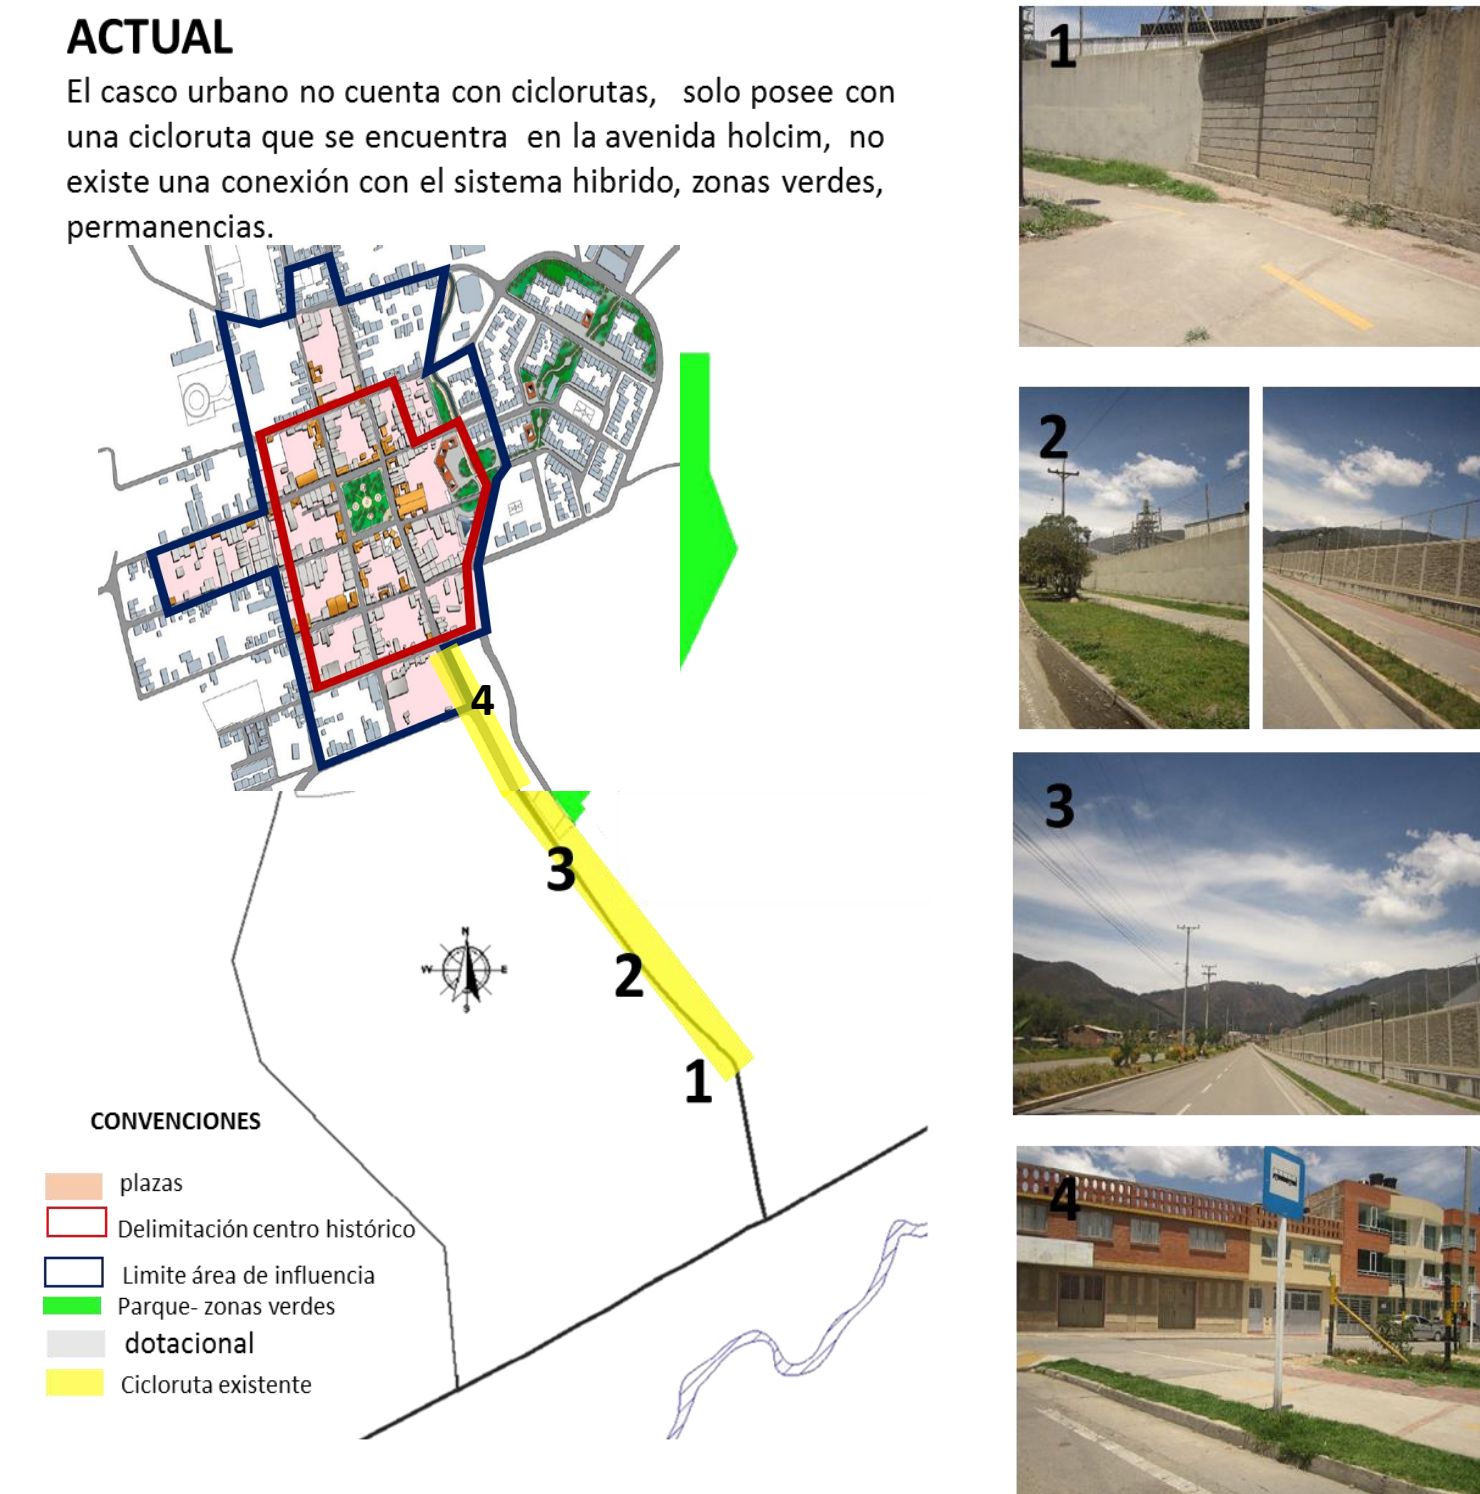 ACTUAL
El casco urbano no cuenta con ciclorutas, solo posee con
una cicloruta que se encuentra en la avenida holcim, no
existe una conexión con el sistema hibrido, zonas verdes,
permanencias.
1
2
3
4
4
3
2
1
N
W E
S
CONVENCIONES
plazas
Delimitación centro histórico
Limite área de influencia
Parque- zonas verdes
dotacional
Cicloruta existente